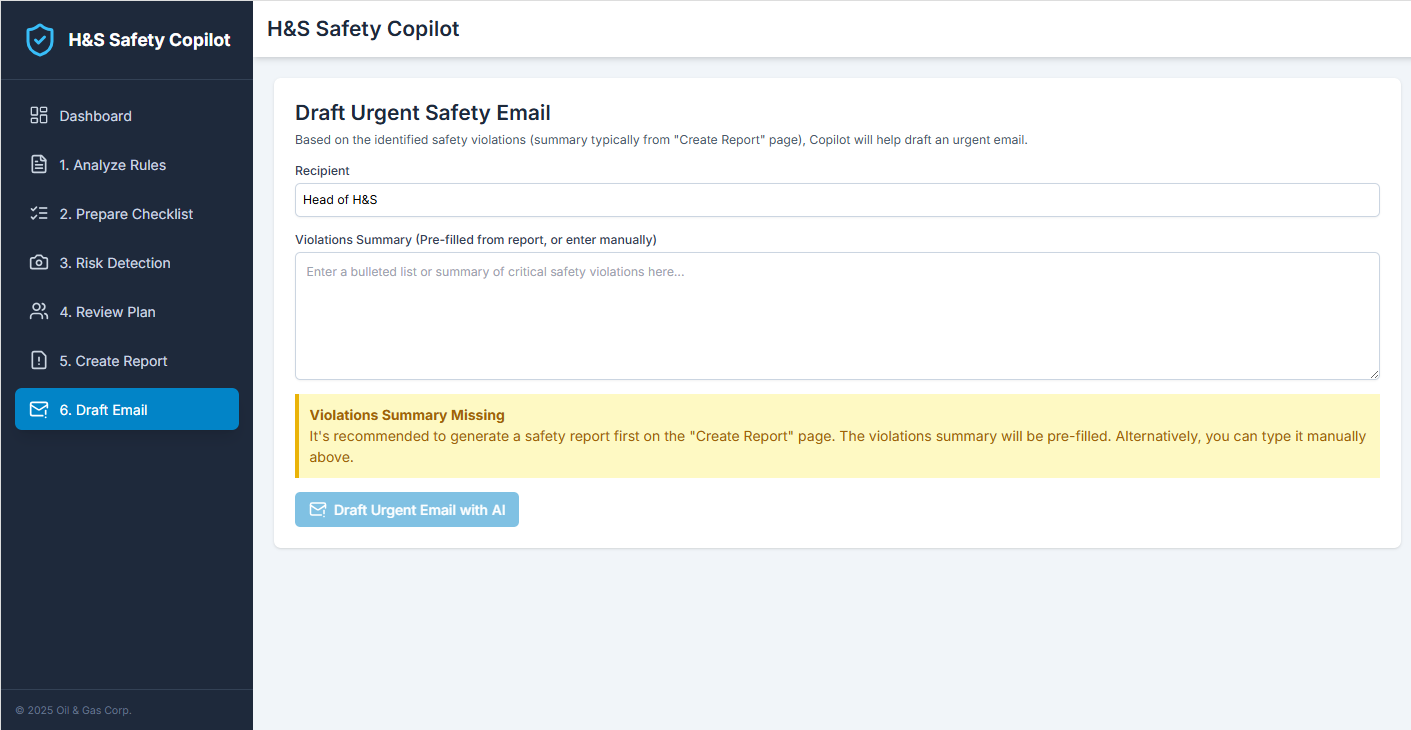 H&S Safety Copilot
Dashboard
1. Analyze Rules
2. Prepare Checklist
3. Risk Detection
4. Review Plan
5. Create Report
6. Draft Email
© 2025 Oil & Gas Corp.
H&S Safety Copilot
Draft Urgent Safety Email
Based on the identified safety violations (summary typically from "Create Report" page), Copilot will help draft an urgent email.
Recipient
Head of H&S
Violations Summary (Pre-filled from report, or enter manually)
Enter a bulleted list or summary of critical safety violations here...
Violations Summary Missing
It's recommended to generate a safety report first on the "Create Report" page. The violations summary will be pre-filled. Alternatively, you can type it manually
above.
Draft Urgent Email with AI